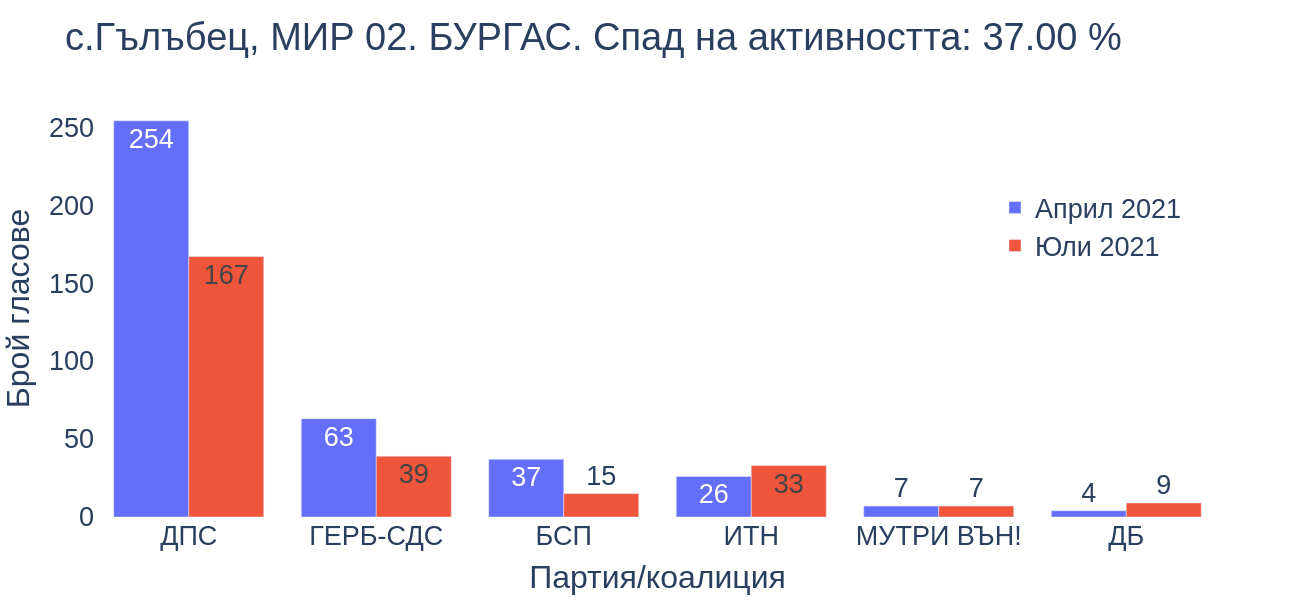 с.Гълъбец, МИР 02. БУРГАС. Спад на активността: 37.00 %
Брой гласове
250
200
150
100
50
0
254
167
63
39
37
15
26
33
7
7
4
9
Април 2021
Юли 2021
ДПС
ГЕРБ-СДС
БСП
ИТН
МУТРИ ВЪН!
ДБ
Партия/коалиция